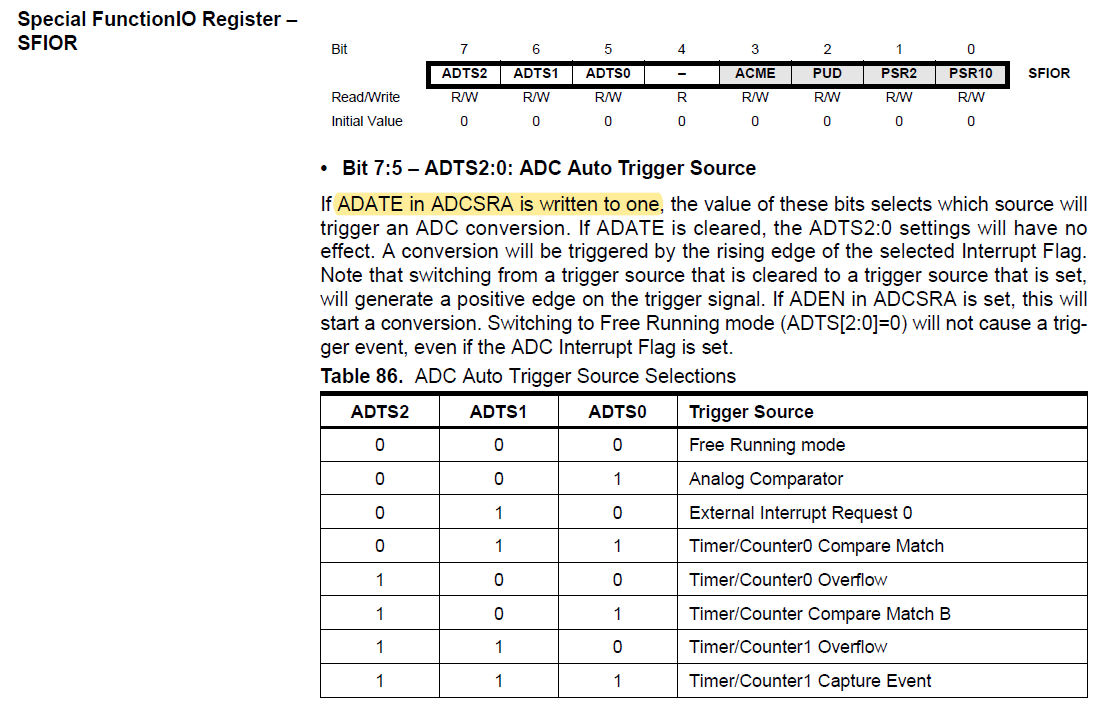 Special FunctionIO Register –
SFIOR
Bit 7 6 5 4 3 2 1 0
ADTS2 ADTS1 ADTS0 – ACME PUD PSR2 PSR10 SFIOR
Read/Write R/W R/W R/W R R/W R/W R/W R/W
Initial Value 0 0 0 0 0 0 0 0
• Bit 7:5 – ADTS2:0: ADC Auto Trigger Source
If ADATE in ADCSRA is written to one, the value of these bits selects which source will
trigger an ADC conversion. If ADATE is cleared, the ADTS2:0 settings will have no
effect. A conversion will be triggered by the rising edge of the selected Interrupt Flag.
Note that switching from a trigger source that is cleared to a trigger source that is set,
will generate a positive edge on the trigger signal. If ADEN in ADCSRA is set, this will
start a conversion. Switching to Free Running mode (ADTS[2:0]=0) will not cause a trig-
ger event, even if the ADC Interrupt Flag is set.
Table 86. ADC Auto Trigger Source Selections
ADTS2 ADTS1 ADTS0 Trigger Source
0 0 0 Free Running mode
0 0 1 Analog Comparator
0 1 0 External Interrupt Request 0
0 1 1 Timer/Counter0 Compare Match
1 0 0 Timer/Counter0 Overflow
1 0 1 Timer/Counter Compare Match B
1 1 0 Timer/Counter1 Overflow
1 1 1 Timer/Counter1 Capture Event